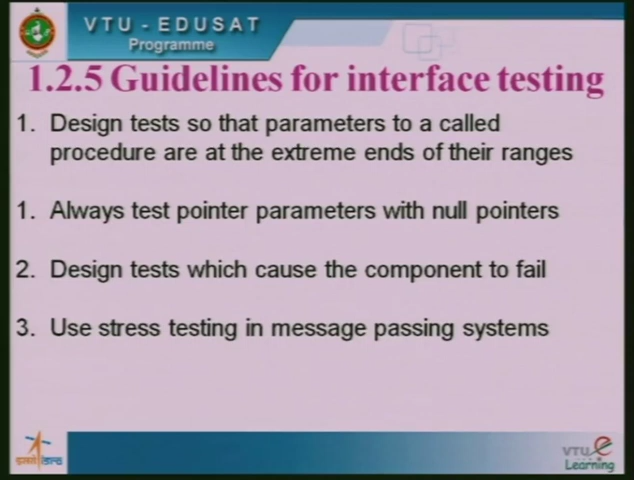 VTU - EDUSAT
Programme
1.2.5 Guidelines for interface testing
1. Design tests so that parameters to a called
procedure are at the extreme ends of their ranges
1. Always test pointer parameters with null pointers
2. Design tests which cause the component to fail
3. Use stress testing in message passing systems
VTU e
Learning